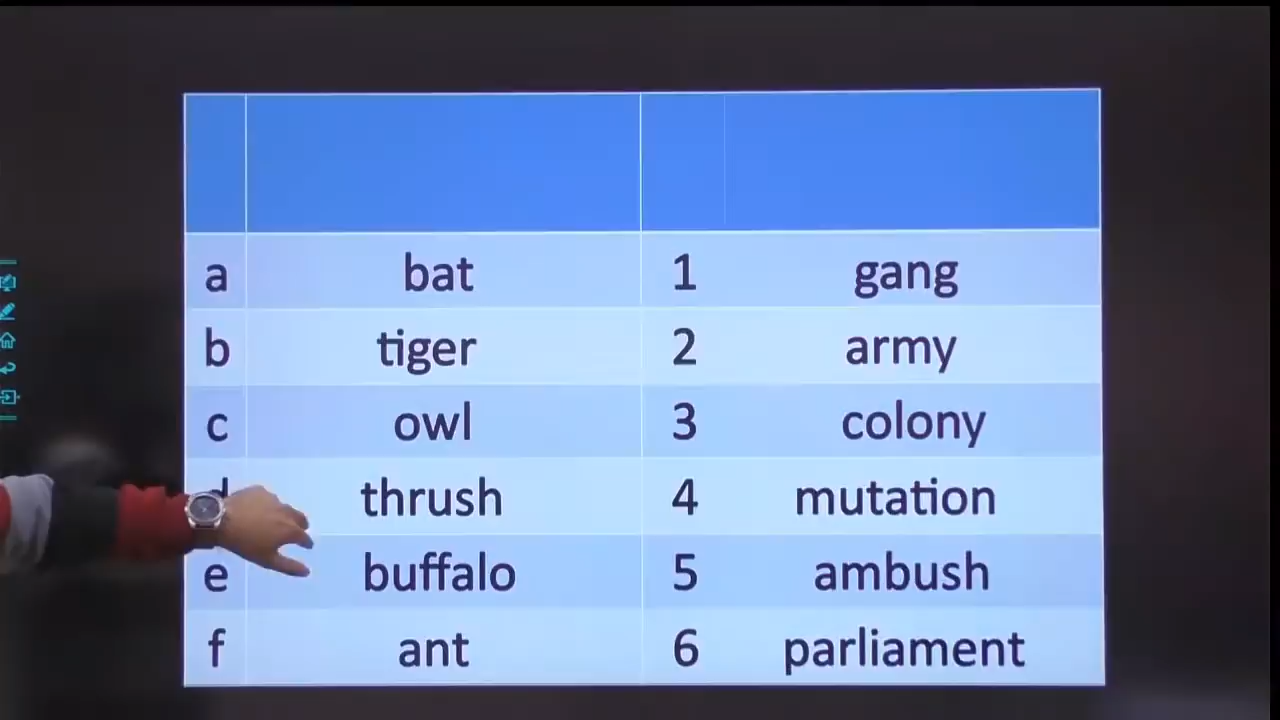 a bat 1 gang
b tiger 2 army
c owl 3 colony
d thrush 4 mutation
e buffalo 5 ambush
f ant 6 parliament